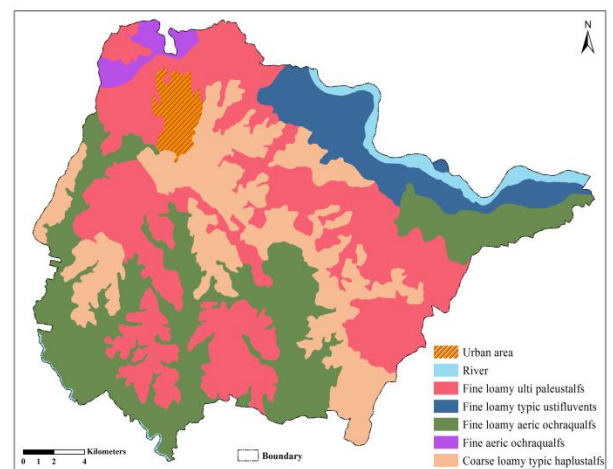 N
Urban area
River
Fine loamy ulti paleustalfs
Fine loamy typic ustifluvents
Fine loamy aeric ochraqualfs
Fine aeric ochraqualfs
Coarse loamy typic haplustalfs
Kilometers
0 1 2 4
Boundary